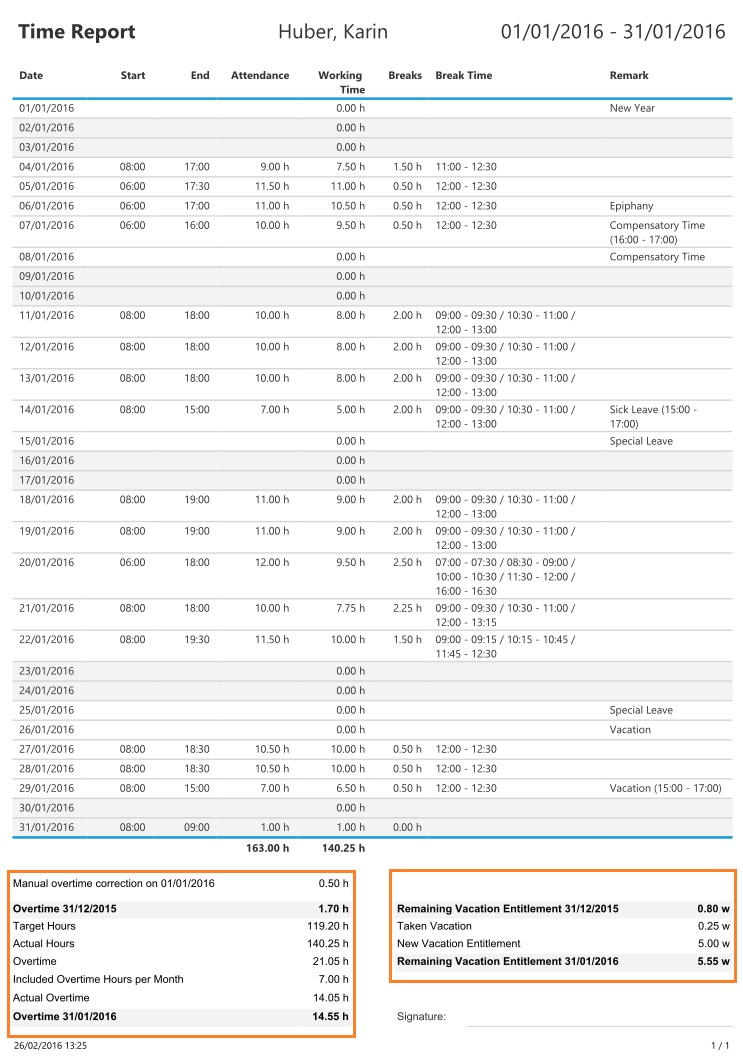 Time Report Huber, Karin 01/01/2016 - 31/01/2016
Date Start End Attendance Working Breaks Break Time Remark
Time
01/01/2016 0.00 h New Year
02/01/2016 0.00 h
03/01/2016 0.00 h
04/01/2016 08:00 17:00 9.00 h 7.50 h 1.50 h 11:00 - 12:30
05/01/2016 06:00 17:30 11.50 h 11.00 h 0.50 h 12:00 - 12:30
06/01/2016 06:00 17:00 11.00 h 10.50 h 0.50 h 12:00 - 12:30 Epiphany
07/01/2016 06:00 16:00 10.00 h 9.50 h 0.50 h 12:00 - 12:30 Compensatory Time
(16:00 - 17:00)
08/01/2016 0.00 h Compensatory Time
09/01/2016 0.00 h
10/01/2016 0.00 h
11/01/2016 08:00 18:00 10.00 h 8.00 h 2.00 h 09:00 - 09:30 / 10:30 - 11:00 /
12:00 - 13:00
12/01/2016 08:00 18:00 10.00 h 8.00 h 2.00 h 09:00 - 09:30 / 10:30 - 11:00 /
12:00 - 13:00
13/01/2016 08:00 18:00 10.00 h 8.00 h 2.00 h 09:00 - 09:30 / 10:30 - 11:00 /
12:00 - 13:00
14/01/2016 08:00 15:00 7.00 h 5.00 h 2.00 h 09:00 - 09:30 / 10:30 - 11:00 / Sick Leave (15:00 -
12:00 - 13:00 17:00)
15/01/2016 0.00 h Special Leave
16/01/2016 0.00 h
17/01/2016 0.00 h
18/01/2016 08:00 19:00 11.00 h 9.00 h 2.00 h 09:00 - 09:30 / 10:30 - 11:00 /
12:00 - 13:00
19/01/2016 08:00 19:00 11.00 h 9.00 h 2.00 h 09:00 - 09:30 / 10:30 - 11:00 /
12:00 - 13:00
20/01/2016 06:00 18:00 12.00 h 9.50 h 2.50 h 07:00 - 07:30 / 08:30 - 09:00 /
10:00 - 10:30 / 11:30 - 12:00 /
16:00 - 16:30
21/01/2016 08:00 18:00 10.00 h 7.75 h 2.25 h 09:00 - 09:30 / 10:30 - 11:00 /
12:00 - 13:15
22/01/2016 08:00 19:30 11.50 h 10.00 h 1.50 h 09:00 - 09:15 / 10:15 - 10:45 /
11:45 - 12:30
23/01/2016 0.00 h
24/01/2016 0.00 h
25/01/2016 0.00 h Special Leave
26/01/2016 0.00 h Vacation
27/01/2016 08:00 18:30 10.50 h 10.00 h 0.50 h 12:00 - 12:30
28/01/2016 08:00 18:30 10.50 h 10.00 h 0.50 h 12:00 - 12:30
29/01/2016 08:00 15:00 7.00 h 6.50 h 0.50 h 12:00 - 12:30 Vacation (15:00 - 17:00)
30/01/2016 0.00 h
31/01/2016 08:00 09:00 1.00 h 1.00 h 0.00 h
163.00 h 140.25 h
Manual overtime correction on 01/01/2016 0.50 h
Overtime 31/12/2015 1.70 h
Target Hours 119.20 h
Actual Hours 140.25 h
Overtime 21.05 h
Included Overtime Hours per Month 7.00 h
Actual Overtime 14.05 h
Overtime 31/01/2016 14.55 h
Remaining Vacation Entitlement 31/12/2015 0.80 w
Taken Vacation 0.25 w
New Vacation Entitlement 5.00 w
Remaining Vacation Entitlement 31/01/2016 5.55 w
Signature:
26/02/2016 13:25 1 / 1